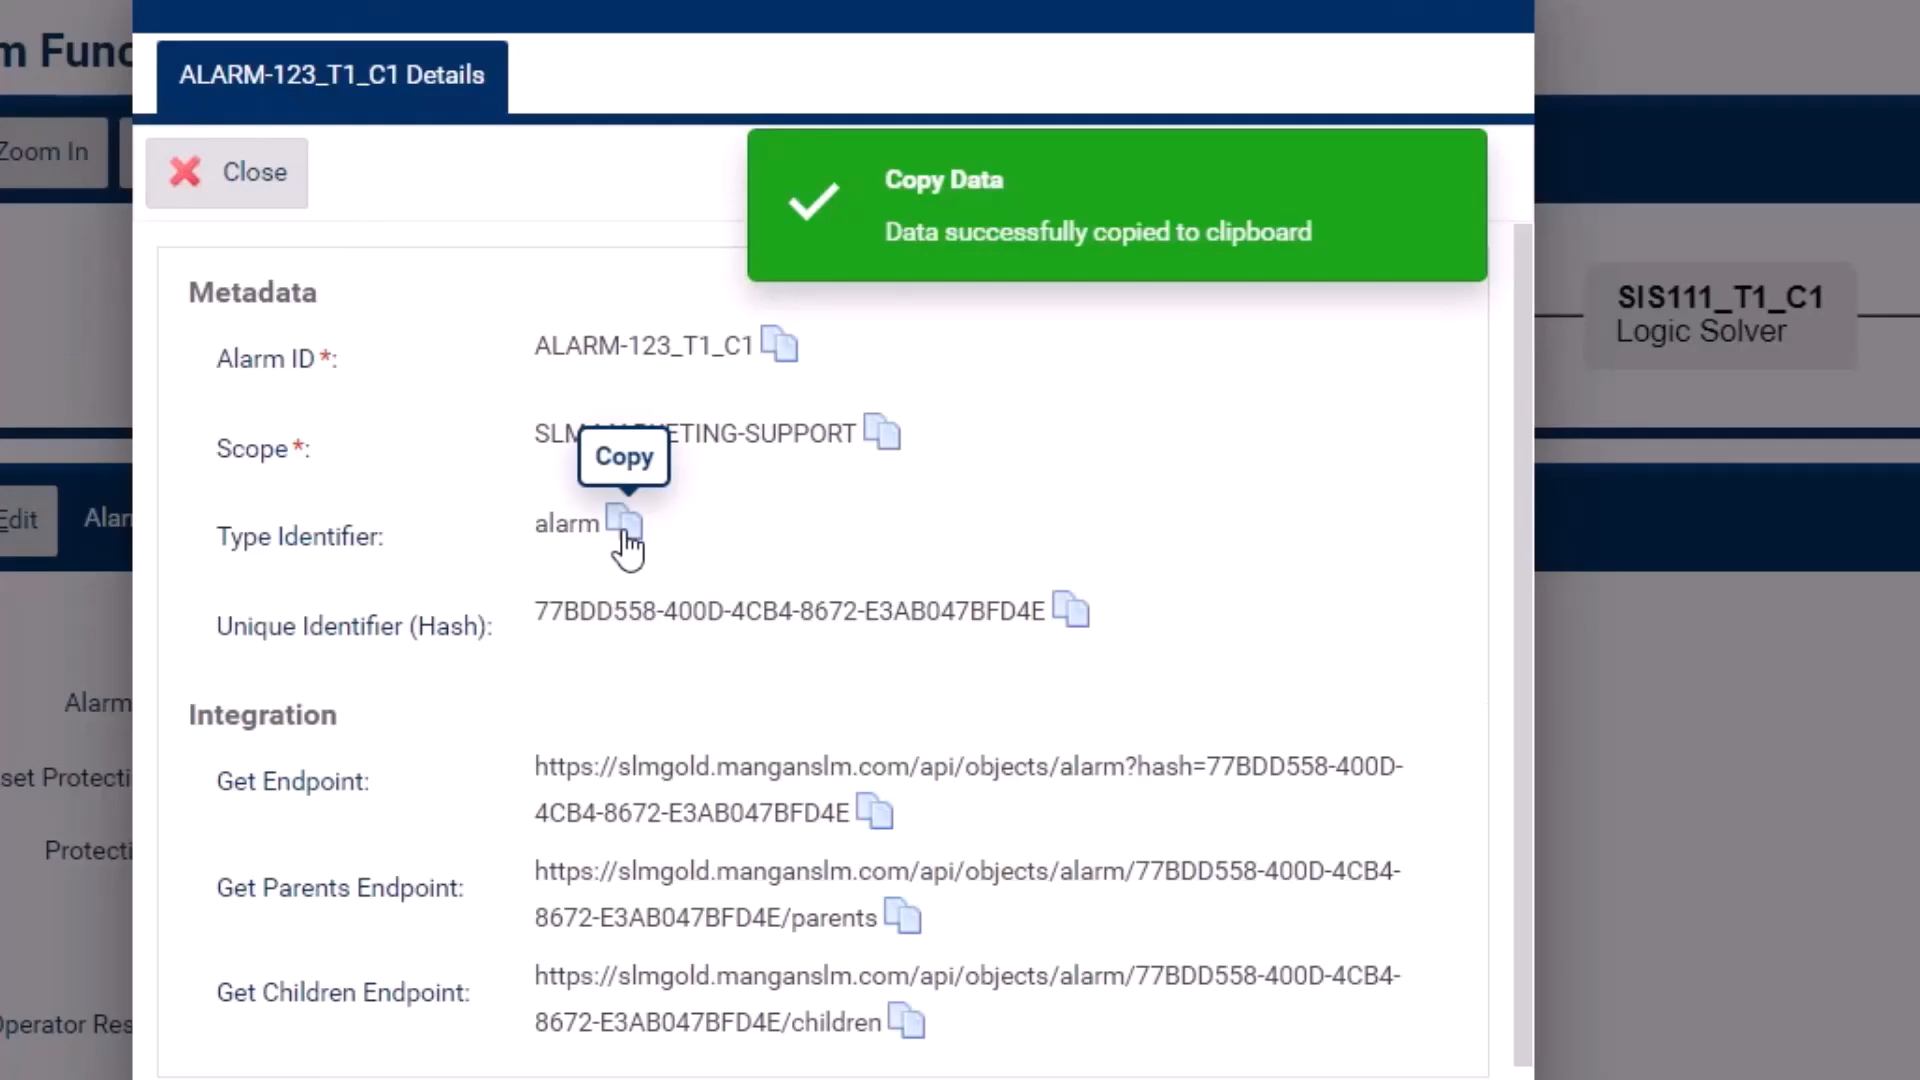 m Func
ALARM-123_T1_C1 Details
Zoom In
Close
Copy Data
Data successfully copied to clipboard
Metadata
Alarm ID*:
ALARM-123_T1_C1
Scope*:
SLM ETING-SUPPORT
Copy
Type Identifier:
alarm
Unique Identifier (Hash):
77BDD558-400D-4CB4-8672-E3AB047BFD4E
Integration
Get Endpoint:
https://slmgold.manganslm.com/api/objects/alarm?hash=77BDD558-400D-
4CB4-8672-E3AB047BFD4E
Get Parents Endpoint:
https://slmgold.manganslm.com/api/objects/alarm/77BDD558-400D-4CB4-
8672-E3AB047BFD4E/parents
Get Children Endpoint:
https://slmgold.manganslm.com/api/objects/alarm/77BDD558-400D-4CB4-
8672-E3AB047BFD4E/children
SIS111_T1_C1
Logic Solver
Edit
Alar
Alarm
set Protecti
Protecti
Operator Res